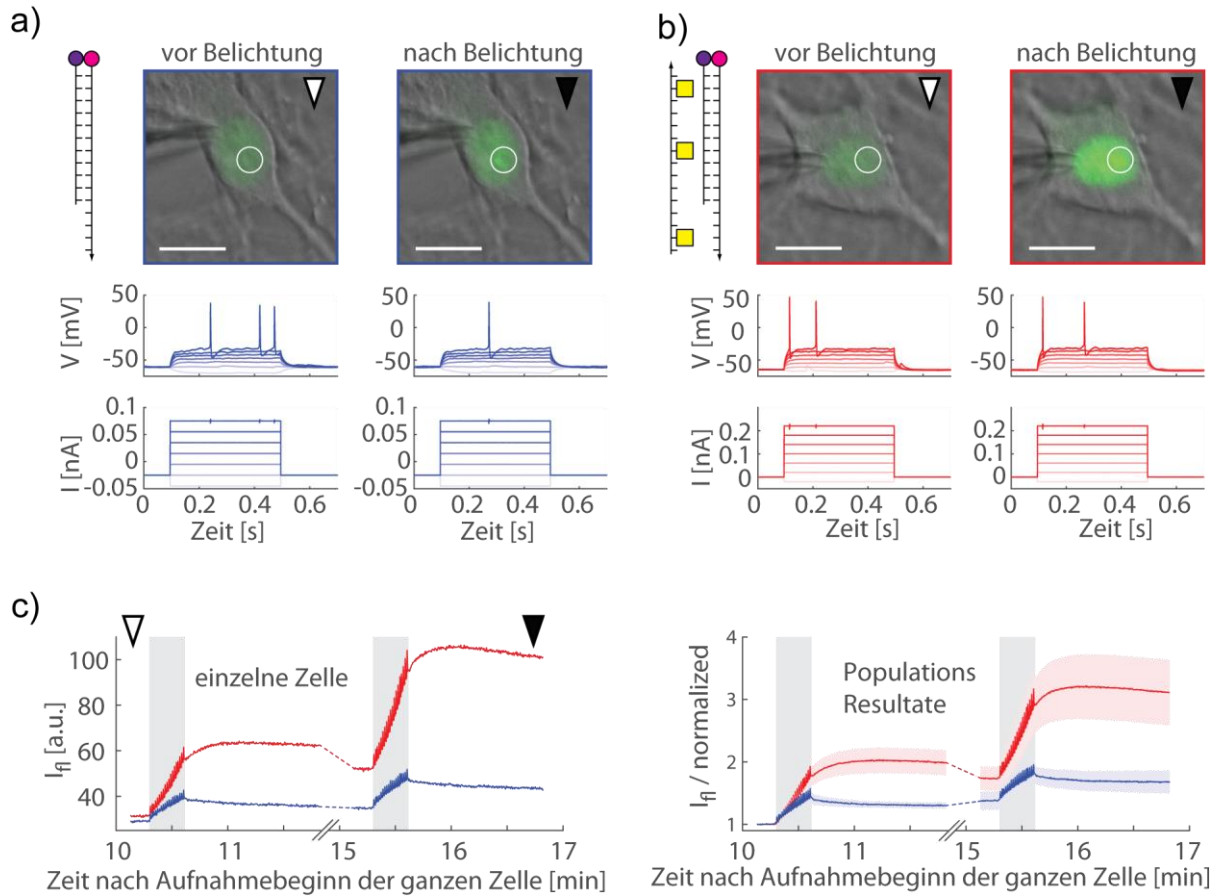 a)
vor Belichtung
nach Belichtung
b)
vor Belichtung
nach Belichtung
V [mV]
50
0
-50
50
0
-50
V [mV]
50
0
-50
50
0
-50
I [nA]
0.1
0.05
0
-0.05
0.1
0.05
0
-0.05
I [nA]
0.2
0.1
0
0.2
0.1
0
0 0.2 0.4 0.6
0 0.2 0.4 0.6
0 0.2 0.4 0.6
0 0.2 0.4 0.6
Zeit [s]
Zeit [s]
Zeit [s]
Zeit [s]
c)
Ifl [a.u.]
100
80
60
40
einzelne Zelle
10 11 15 16 17
Zeit nach Aufnahmebeginn der ganzen Zelle [min]
Ifl / normalized
4
3
2
1
Populations
Resultate
10 11 15 16 17
Zeit nach Aufnahmebeginn der ganzen Zelle [min]